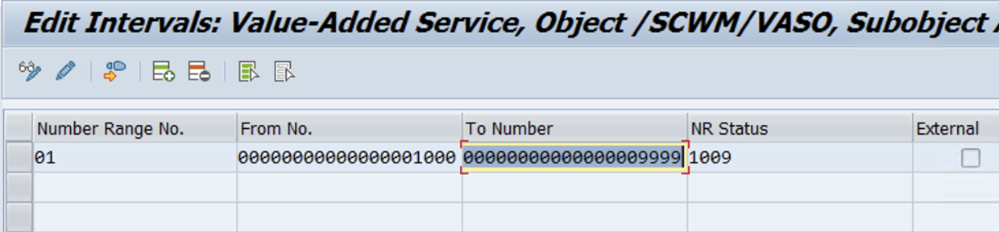 Edit Intervals: Value-Added Service, Object /SCWM/VASO, Subobject
Number Range No. From No. To Number NR Status External
01 00000000000000001000 00000000000000009999 1009